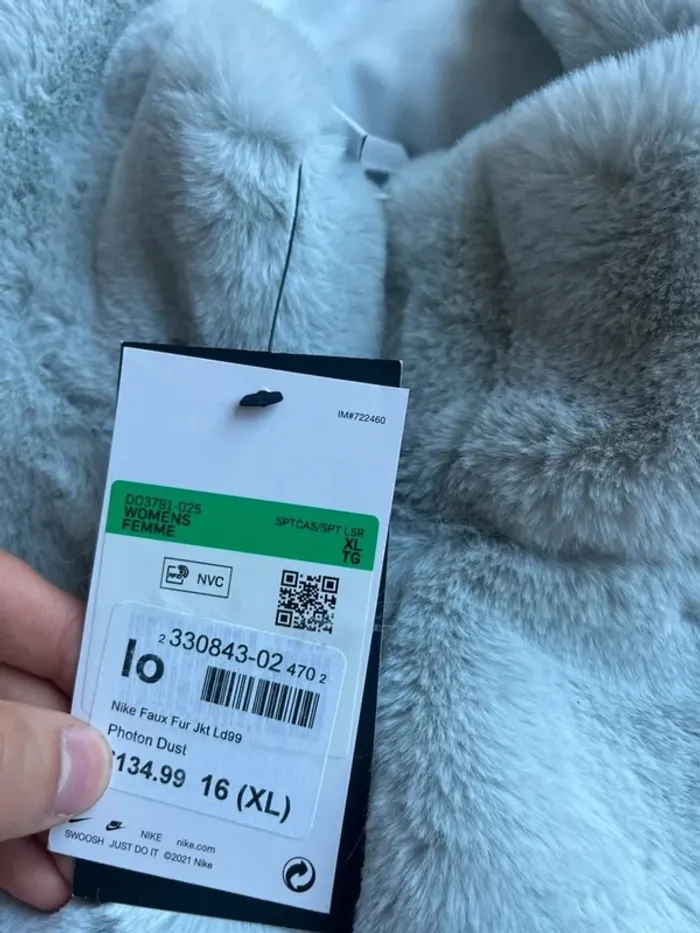 IM#722460
DO3791-025
WOMENS
FEMME
SPTCAS/SPT LSR
XL
TG
RFID NVC
lo
2 330843-02 470 2
Nike Faux Fur Jkt Ld99
Photon Dust
134.99 16 (XL)
NIKE nike.com
SWOOSH JUST DO IT ©2021 Nike